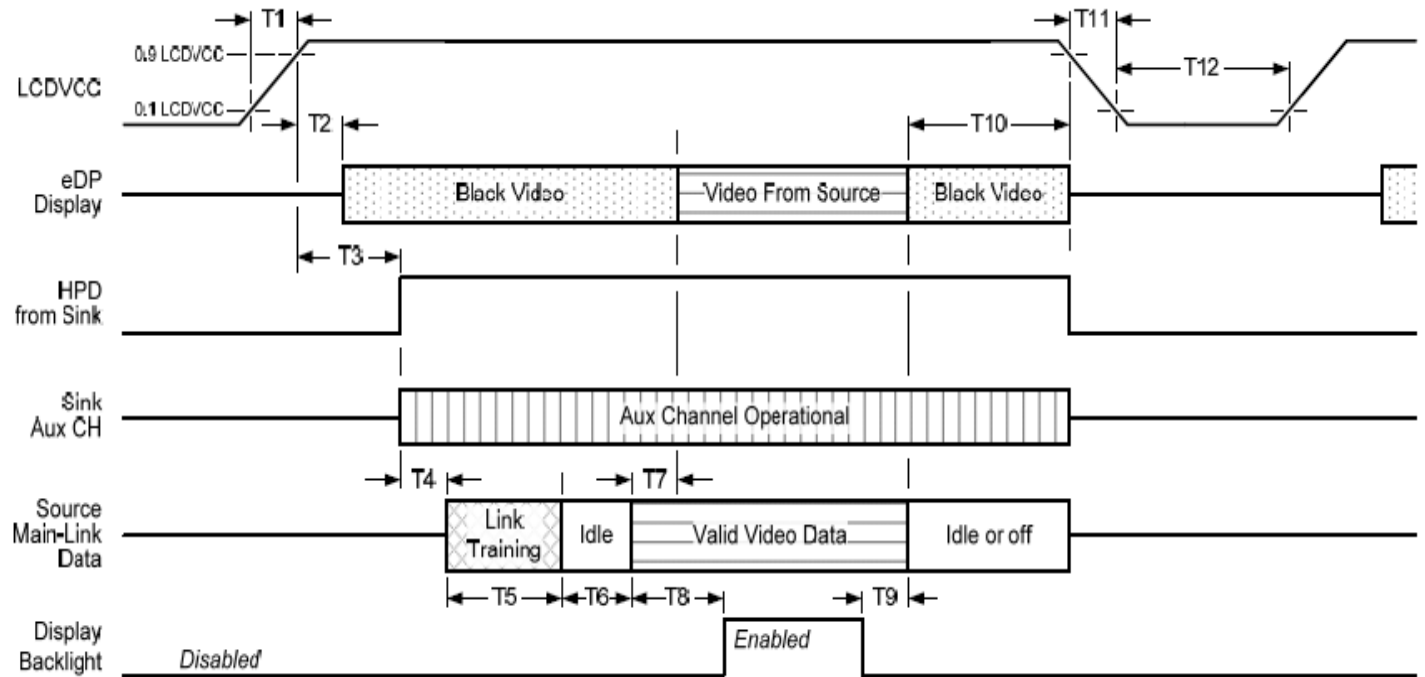 T1
T11
0.9 LCDVCC
T12
LCDVCC
0.1 LCDVCC
T2
T10
eDP
Display
Black Video
Video From Source
Black Video
T3
HPD
from Sink
Sink
Aux CH
Aux Channel Operational
T4
T7
Source
Main-Link
Data
Link
Training
Idle
Valid Video Data
Idle or off
T5
T6
T8
T9
Display
Backlight
Disabled
Enabled